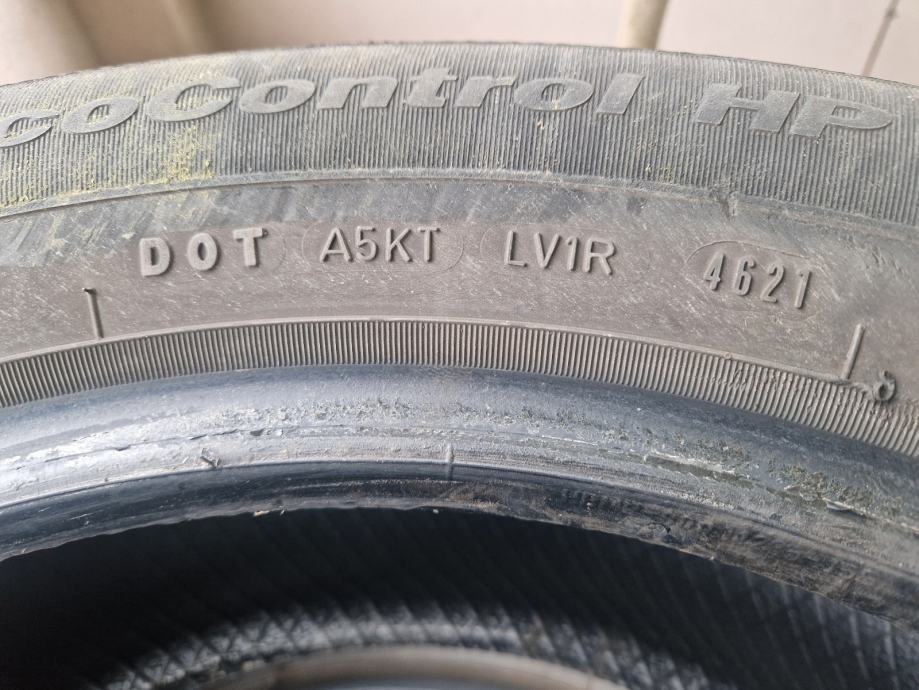 coControl HP
DOT A5KT LV1R 4621